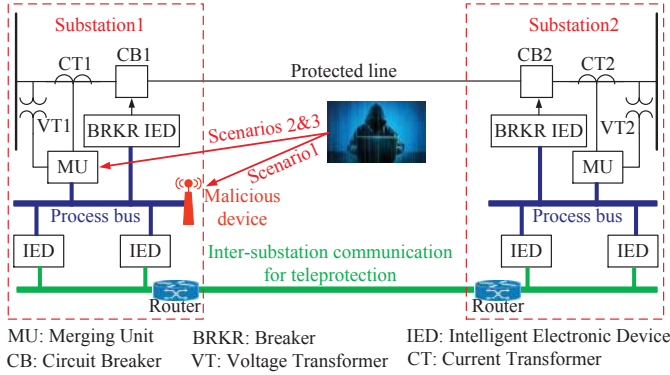 Substation1
Substation2
CT1
CB1
Protected line
CB2
CT2
VT1
BRKR IED
Scenarios 2&3
BRKR IED
VT2
MU
Scenario1
MU
Malicious
device
Process bus
Process bus
IED
IED
Inter-substation communication
for teleprotection
IED
IED
Router
Router
MU: Merging Unit
BRKR: Breaker
IED: Intelligent Electronic Device
CB: Circuit Breaker
VT: Voltage Transformer
CT: Current Transformer